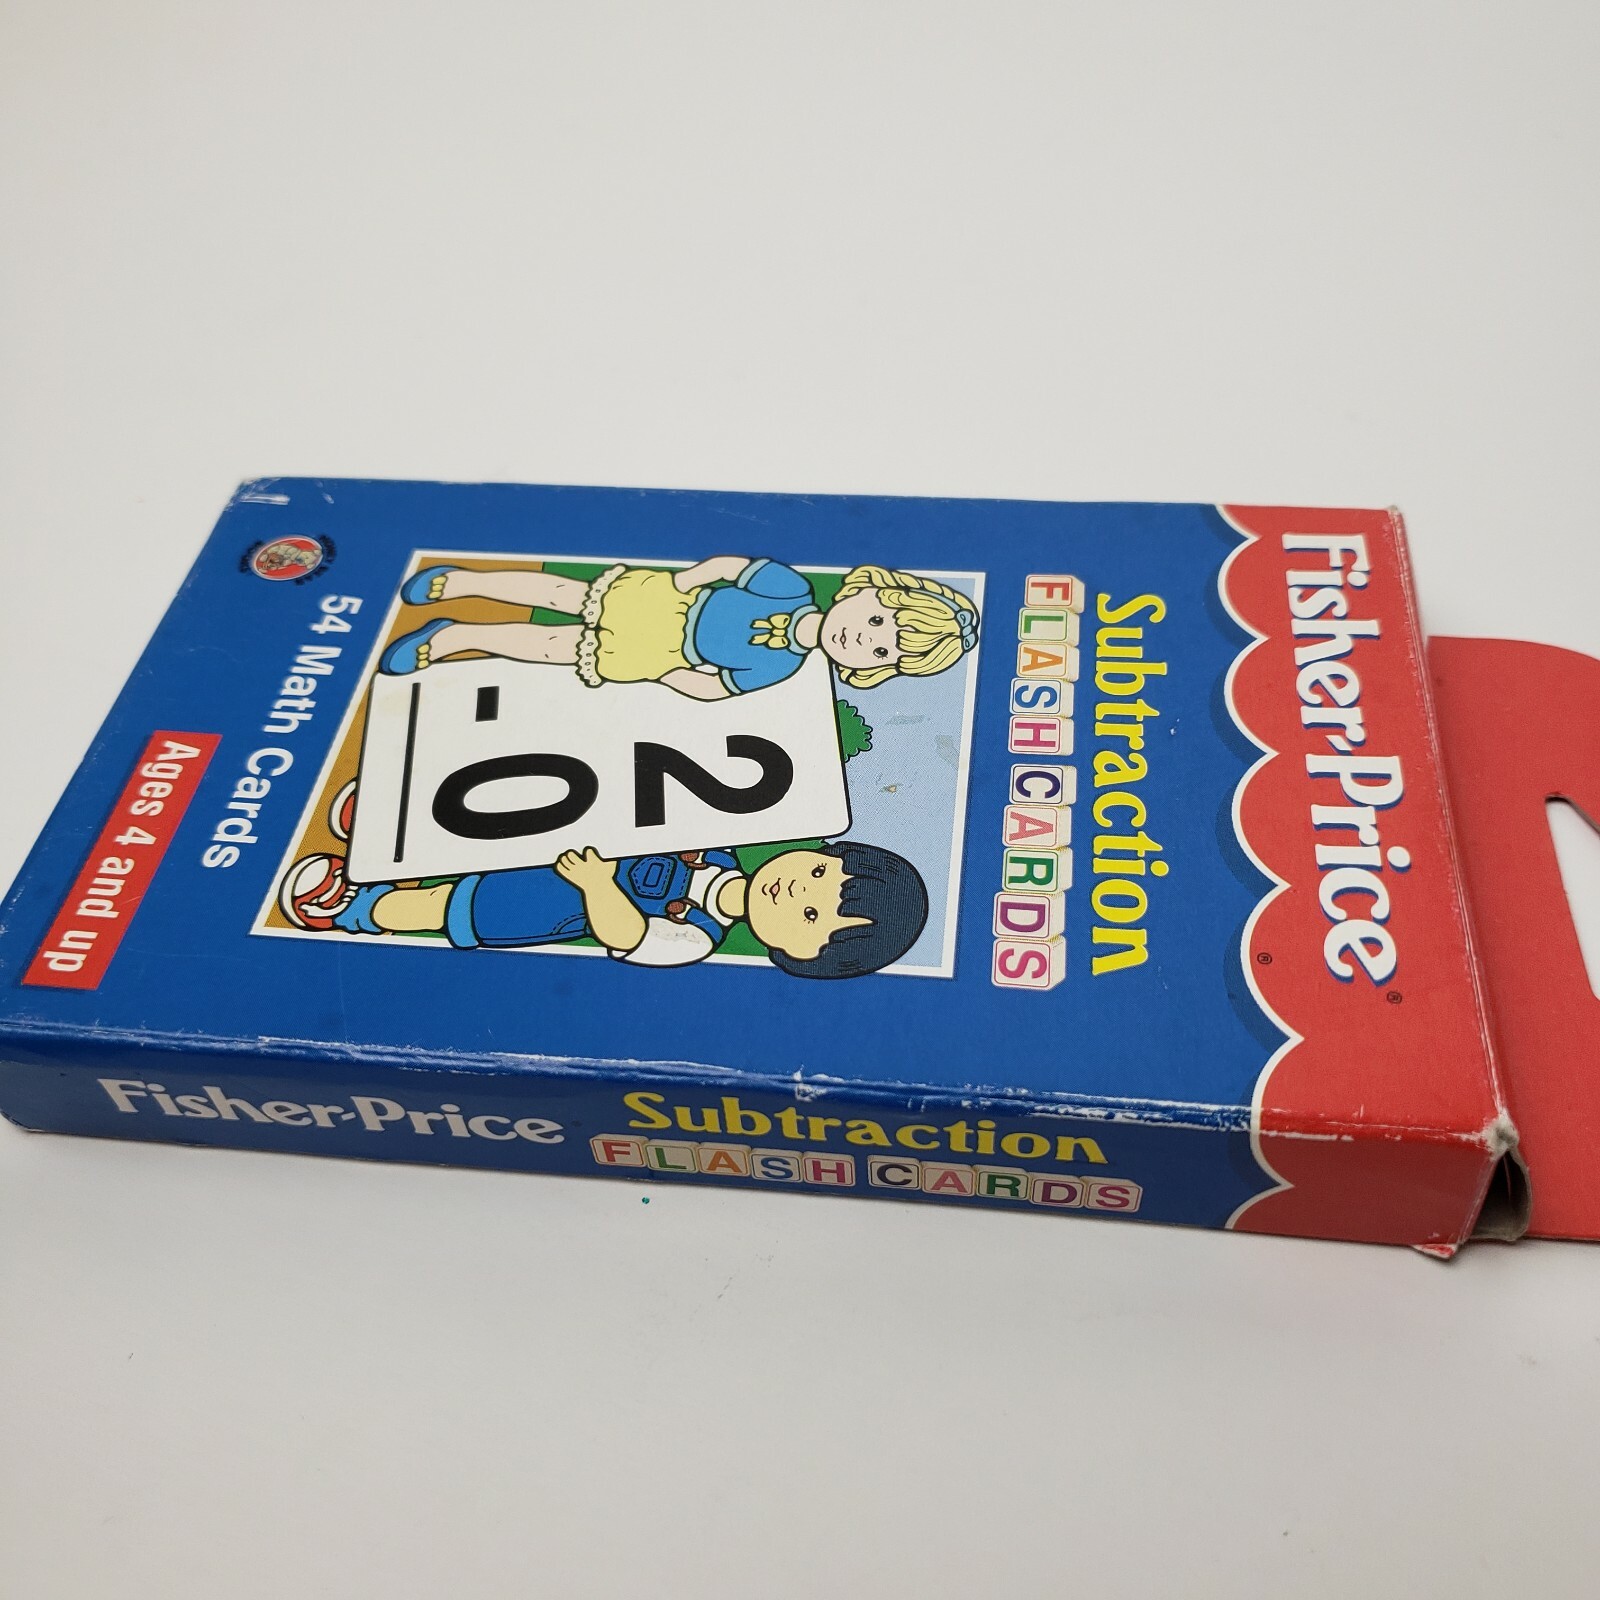 Fisher-Price®
®
Subtraction
FLASH CARDS
2
- 0
54 Math Cards
Ages 4 and up
Fisher-Price
Subtraction
FLASH CARDS